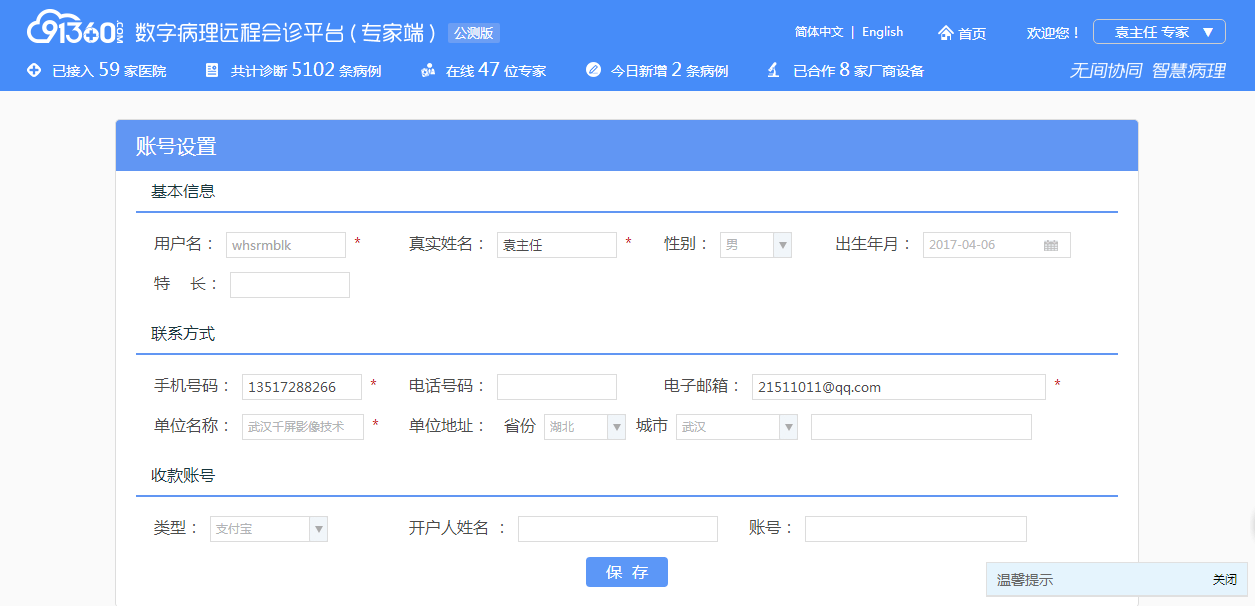 91360.COM 数字病理远程会诊平台（专家端） 公测版 简体中文 | English 首页 欢迎您！ 袁主任 专家 ▼
已接入 59 家医院 共计诊断 5102 条病例 在线 47 位专家 今日新增 2 条病例 已合作 8 家厂商设备 无间协同 智慧病理
账号设置
基本信息
用户名： whsrmblk * 真实姓名： 袁主任 * 性别： 男 出生年月： 2017-04-06
特 长：
联系方式
手机号码： 13517288266 * 电话号码： 电子邮箱： 21511011@qq.com *
单位名称： 武汉千屏影像技术 * 单位地址： 省份 湖北 城市 武汉
收款账号
类型： 支付宝 开户人姓名 ： 账号：
保 存
温馨提示 关闭